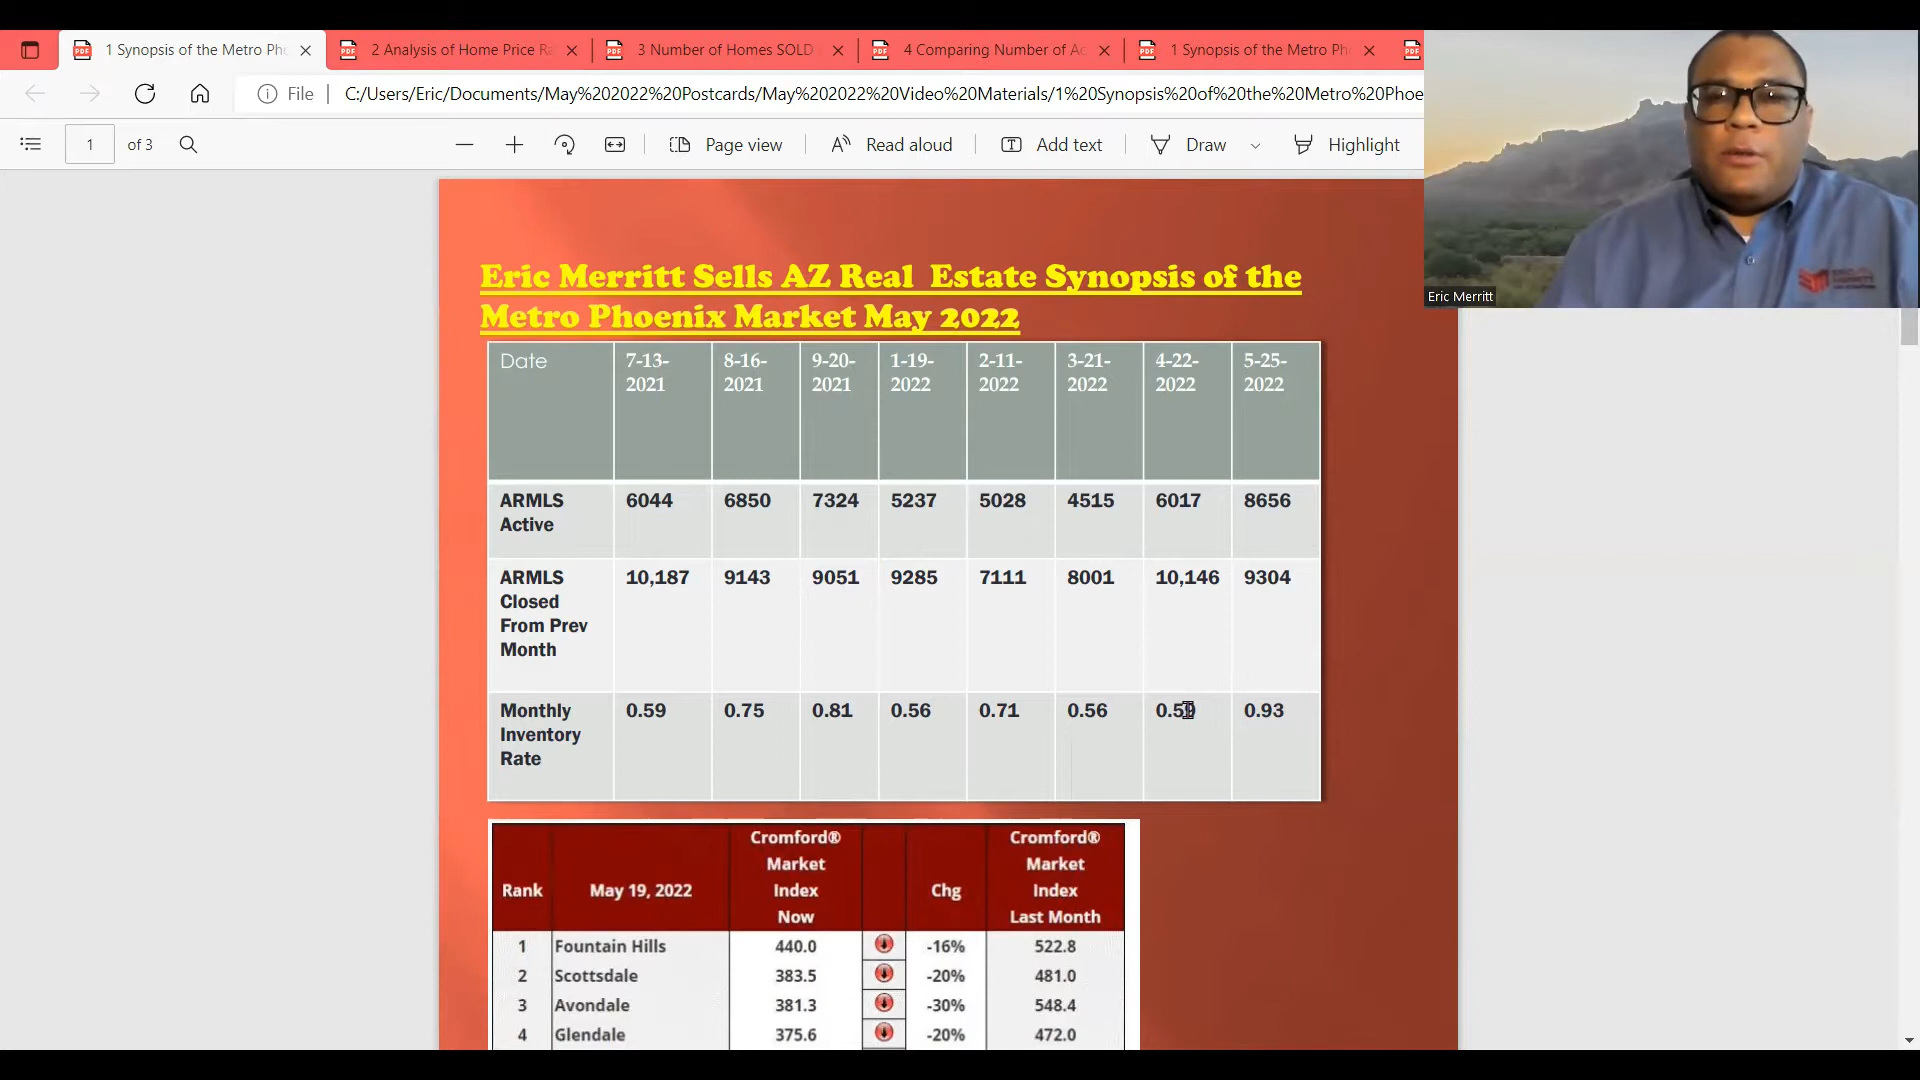 1 Synopsis of the Metro Ph
2 Analysis of Home Price Ra
3 Number of Homes SOLD
4 Comparing Number of Ac
1 Synopsis of the Metro Ph
File
C:/Users/Eric/Documents/May%202022%20Postcards/May%202022%20Video%20Materials/1%20Synopsis%20of%20the%20Metro%20Phoe
1 of 3
Page view
Read aloud
Add text
Draw
Highlight
ERIC MERRITT
Eric Merritt
Eric Merritt Sells AZ Real Estate Synopsis of the
Metro Phoenix Market May 2022
Date 7-13-2021 8-16-2021 9-20-2021 1-19-2022 2-11-2022 3-21-2022 4-22-2022 5-25-2022
ARMLS Active 6044 6850 7324 5237 5028 4515 6017 8656
ARMLS Closed From Prev Month 10,187 9143 9051 9285 7111 8001 10,146 9304
Monthly Inventory Rate 0.59 0.75 0.81 0.56 0.71 0.56 0.59 0.93
Rank May 19, 2022 Cromford® Market Index Now Chg Cromford® Market Index Last Month
1 Fountain Hills 440.0 -16% 522.8
2 Scottsdale 383.5 -20% 481.0
3 Avondale 381.3 -30% 548.4
4 Glendale 375.6 -20% 472.0